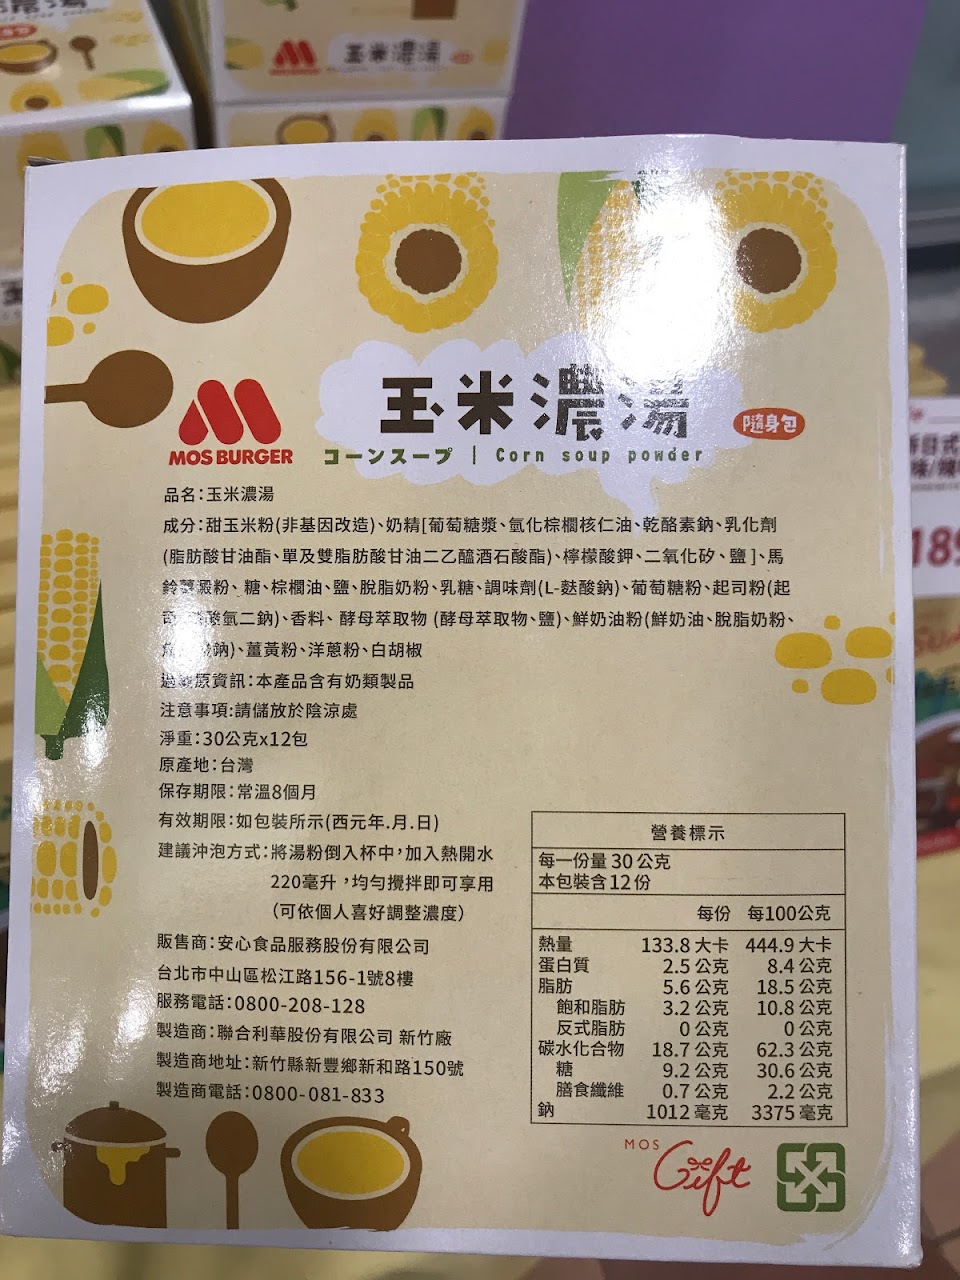 玉米濃湯
MOS BURGER
玉米濃湯
隨身包
コーンスープ | Corn soup powder
品名:玉米濃湯
成分:甜玉米粉(非基因改造)、奶精[葡萄糖漿、氫化棕櫚核仁油、乾酪素鈉、乳化劑
(脂肪酸甘油酯、單及雙脂肪酸甘油二乙醯酒石酸酯)、檸檬酸鉀、二氧化矽、鹽]、馬
鈴薯澱粉、糖、棕櫚油、鹽、脫脂奶粉、乳糖、調味劑(L-麩酸鈉)、葡萄糖粉、起司粉(起
酸氫二鈉)、香料、酵母萃取物 (酵母萃取物、鹽)、鮮奶油粉(鮮奶油、脫脂奶粉、
鈉)、薑黃粉、洋蔥粉、白胡椒
過敏原資訊:本產品含有奶類製品
注意事項:請儲放於陰涼處
淨重:30公克x12包
原產地:台灣
保存期限:常溫8個月
有效期限:如包裝所示(西元年.月.日)
建議沖泡方式:將湯粉倒入杯中,加入熱開水
220毫升,均勻攪拌即可享用
(可依個人喜好調整濃度)
販售商:安心食品服務股份有限公司
台北市中山區松江路156-1號8樓
服務電話:0800-208-128
製造商:聯合利華股份有限公司 新竹廠
製造商地址:新竹縣新豐鄉新和路150號
製造商電話:0800-081-833
營養標示
每一份量 30 公克
本包裝含 12 份
每份 每100公克
熱量 133.8 大卡 444.9 大卡
蛋白質 2.5 公克 8.4 公克
脂肪 5.6 公克 18.5 公克
飽和脂肪 3.2 公克 10.8 公克
反式脂肪 0 公克 0 公克
碳水化合物 18.7 公克 62.3 公克
糖 9.2 公克 30.6 公克
膳食纖維 0.7 公克 2.2 公克
鈉 1012 毫克 3375 毫克
MOS Gift
189